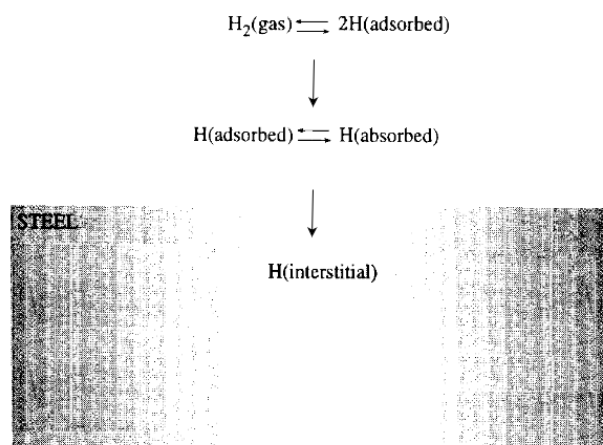 H₂(gas) ⇌ 2H(adsorbed)
H(adsorbed) ⇌ H(absorbed)
STEEL
H(interstitial)